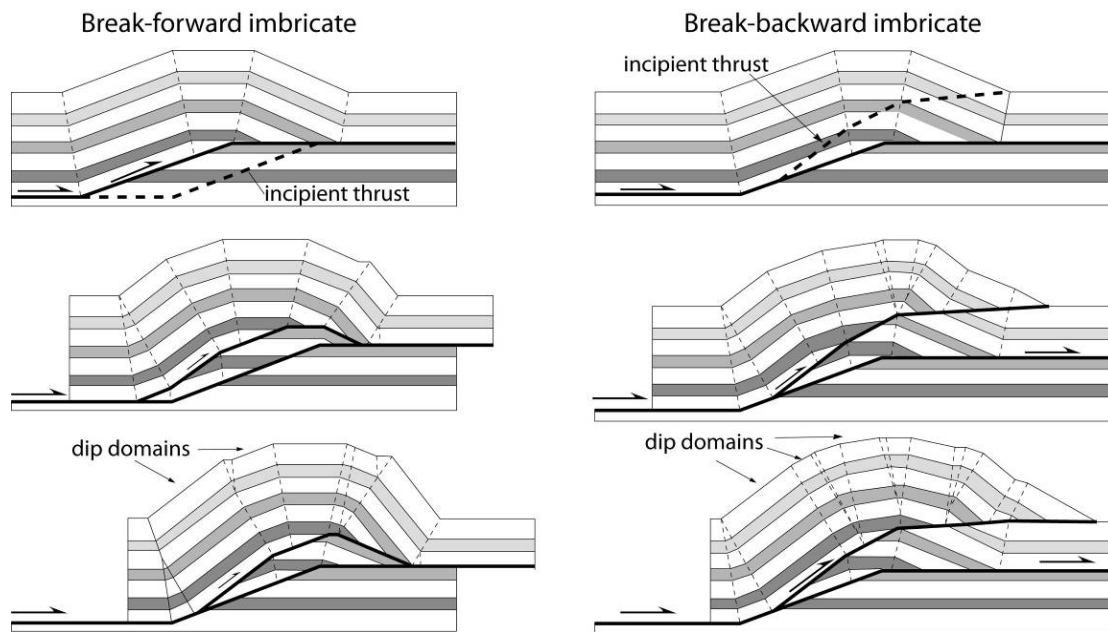 Break-forward imbricate
Break-backward imbricate
incipient thrust
incipient thrust
dip domains
dip domains